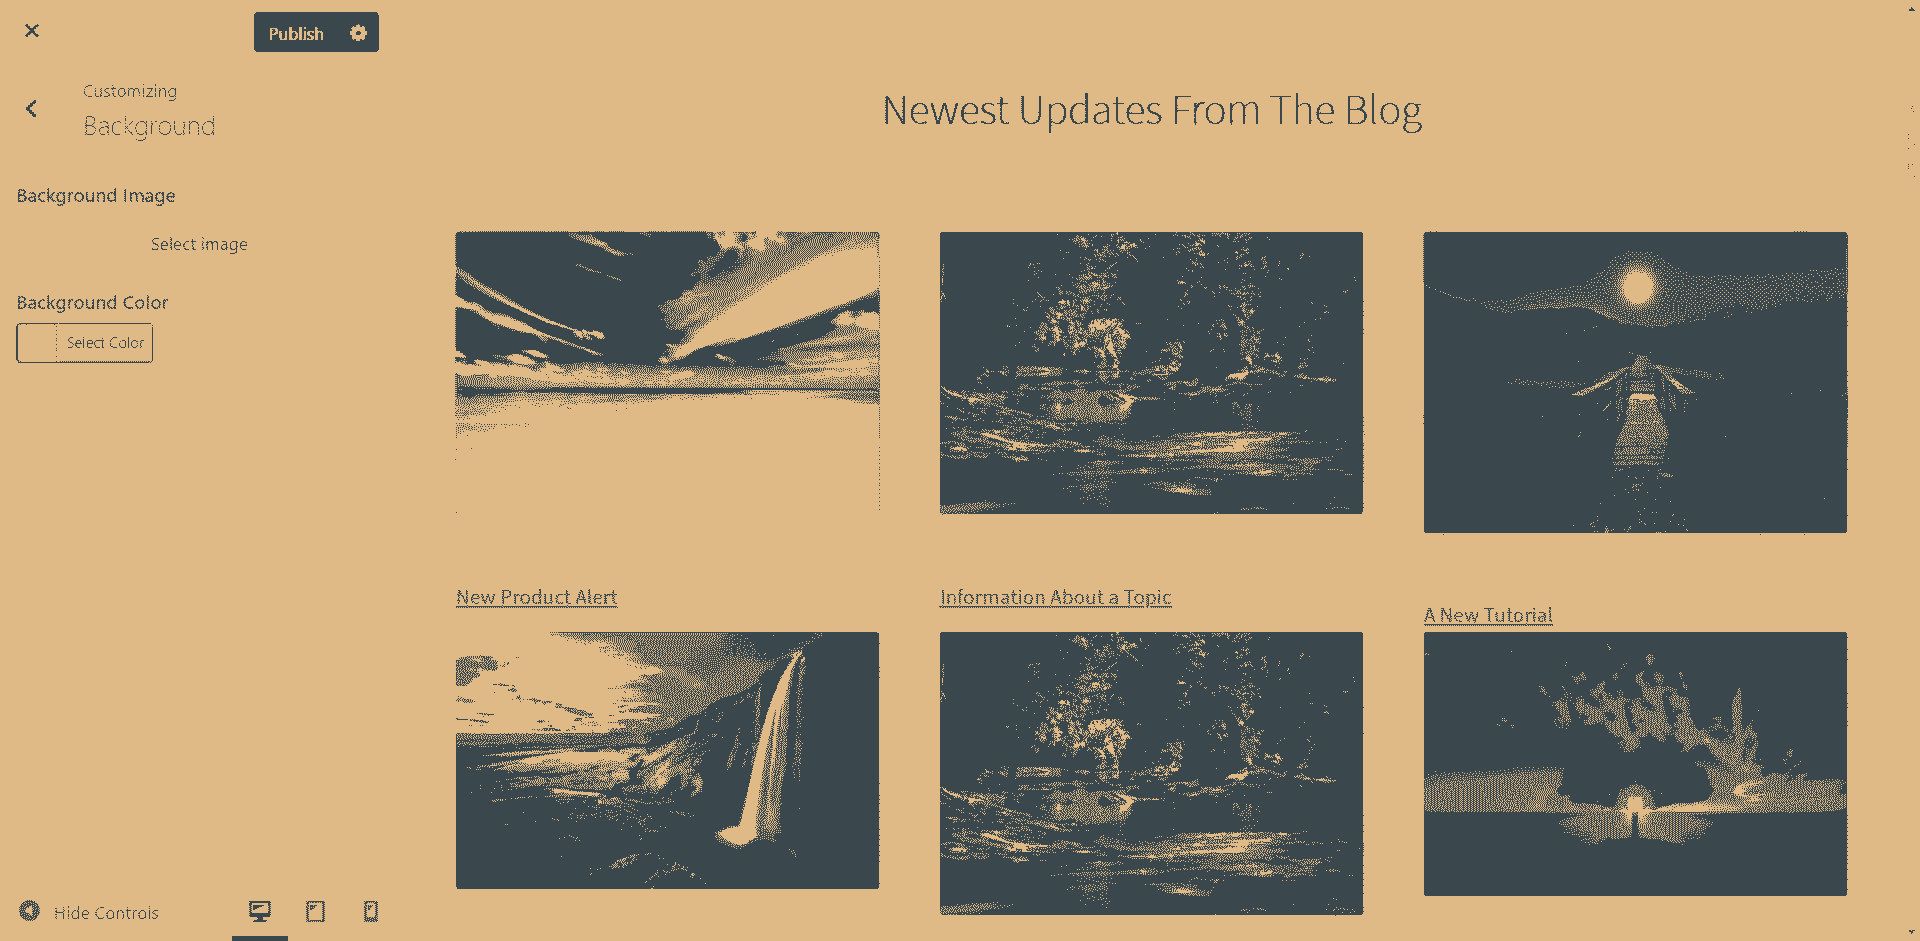 Publish
Customizing
Background
Background Image
Select image
Background Color
Select Color
Hide Controls
Newest Updates From The Blog
New Product Alert
Information About a Topic
A New Tutorial